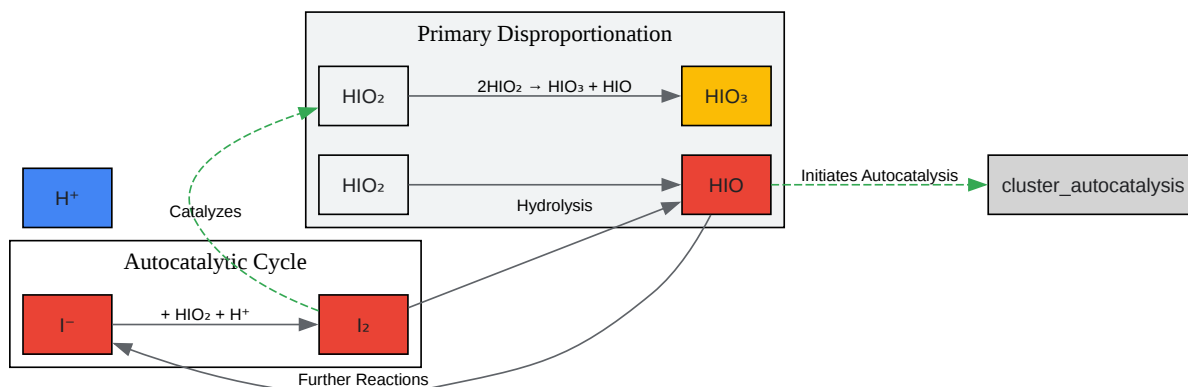 Primary Disproportionation
HIO₂
2HIO₂ → HIO₃ + HIO
HIO₃
H⁺
HIO₂
HIO
Initiates Autocatalysis
cluster_autocatalysis
Hydrolysis
Catalyzes
Autocatalytic Cycle
I⁻
+ HIO₂ + H⁺
I₂
Further Reactions